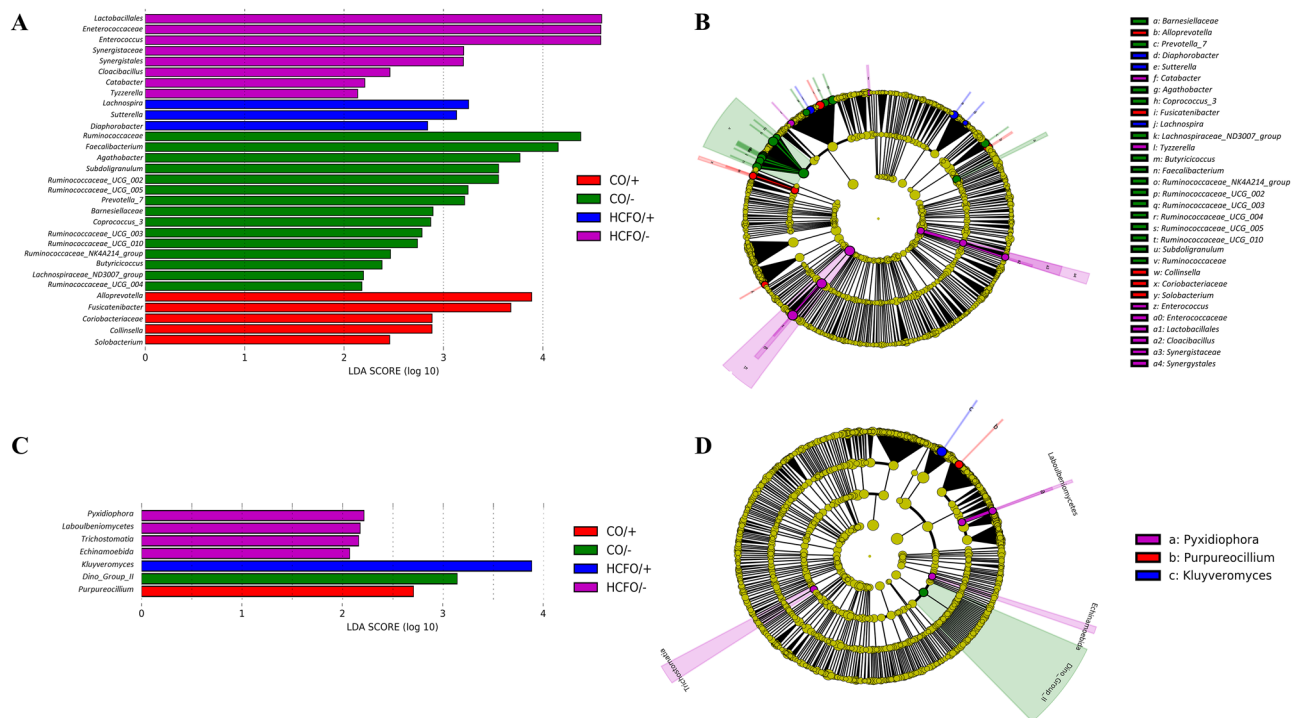 A
Lactobacillales
Eneterococcaceae
Enterococcus
Synergistaceae
Synergistales
Cloacibacillus
Catabacter
Tyzzerella
Lachnospira
Sutterella
Diaphorobacter
Ruminococcaceae
Faecalibacterium
Agathobacter
Subdoligranulum
Ruminococcaceae_UCG_002
Ruminococcaceae_UCG_005
Prevotella_7
Barnesiellaceae
Coprococcus_3
Ruminococcaceae_UCG_003
Ruminococcaceae_UCG_010
Ruminococcaceae_NK4A214_group
Butyricicoccus
Lachnospiraceae_ND3007_group
Ruminococcaceae_UCG_004
Alloprevotella
Fusicatenibacter
Coriobacteriaceae
Collinsella
Solobacterium
0 1 2 3 4
LDA SCORE (log 10)
CO/+
CO/-
HCFO/+
HCFO/-
B
a: Barnesiellaceae
b: Alloprevotella
c: Prevotella_7
d: Diaphorobacter
e: Sutterella
f: Catabacter
g: Agathobacter
h: Coprococcus_3
i: Fusicatenibacter
j: Lachnospira
k: Lachnospiraceae_ND3007_group
l: Tyzzerella
m: Butyricicoccus
n: Faecalibacterium
o: Ruminococcaceae_NK4A214_group
p: Ruminococcaceae_UCG_002
q: Ruminococcaceae_UCG_003
r: Ruminococcaceae_UCG_004
s: Ruminococcaceae_UCG_005
t: Ruminococcaceae_UCG_010
u: Subdoligranulum
v: Ruminococcaceae
w: Collinsella
x: Coriobacteriaceae
y: Solobacterium
z: Enterococcus
a0: Enterococcaceae
a1: Lactobacillales
a2: Cloacibacillus
a3: Synergistaceae
a4: Synergystales
C
Pyxidiophora
Laboulbeniomycetes
Trichostomatia
Echinamoebida
Kluyveromyces
Dino_Group_II
Purpureocillium
0 1 2 3 4
LDA SCORE (log 10)
CO/+
CO/-
HCFO/+
HCFO/-
D
Laboulbeniomycetes
Echinamoebida
Dino_Group_II
Trichostomatia
a: Pyxidiophora
b: Purpureocillium
c: Kluyveromyces